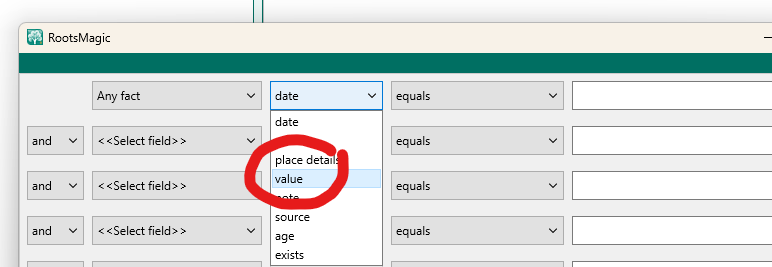 RootsMagic
Any fact date equals
date
and <<Select field>> equals
place details
value
and <<Select field>> equals
note
source
and <<Select field>> equals
age
exists